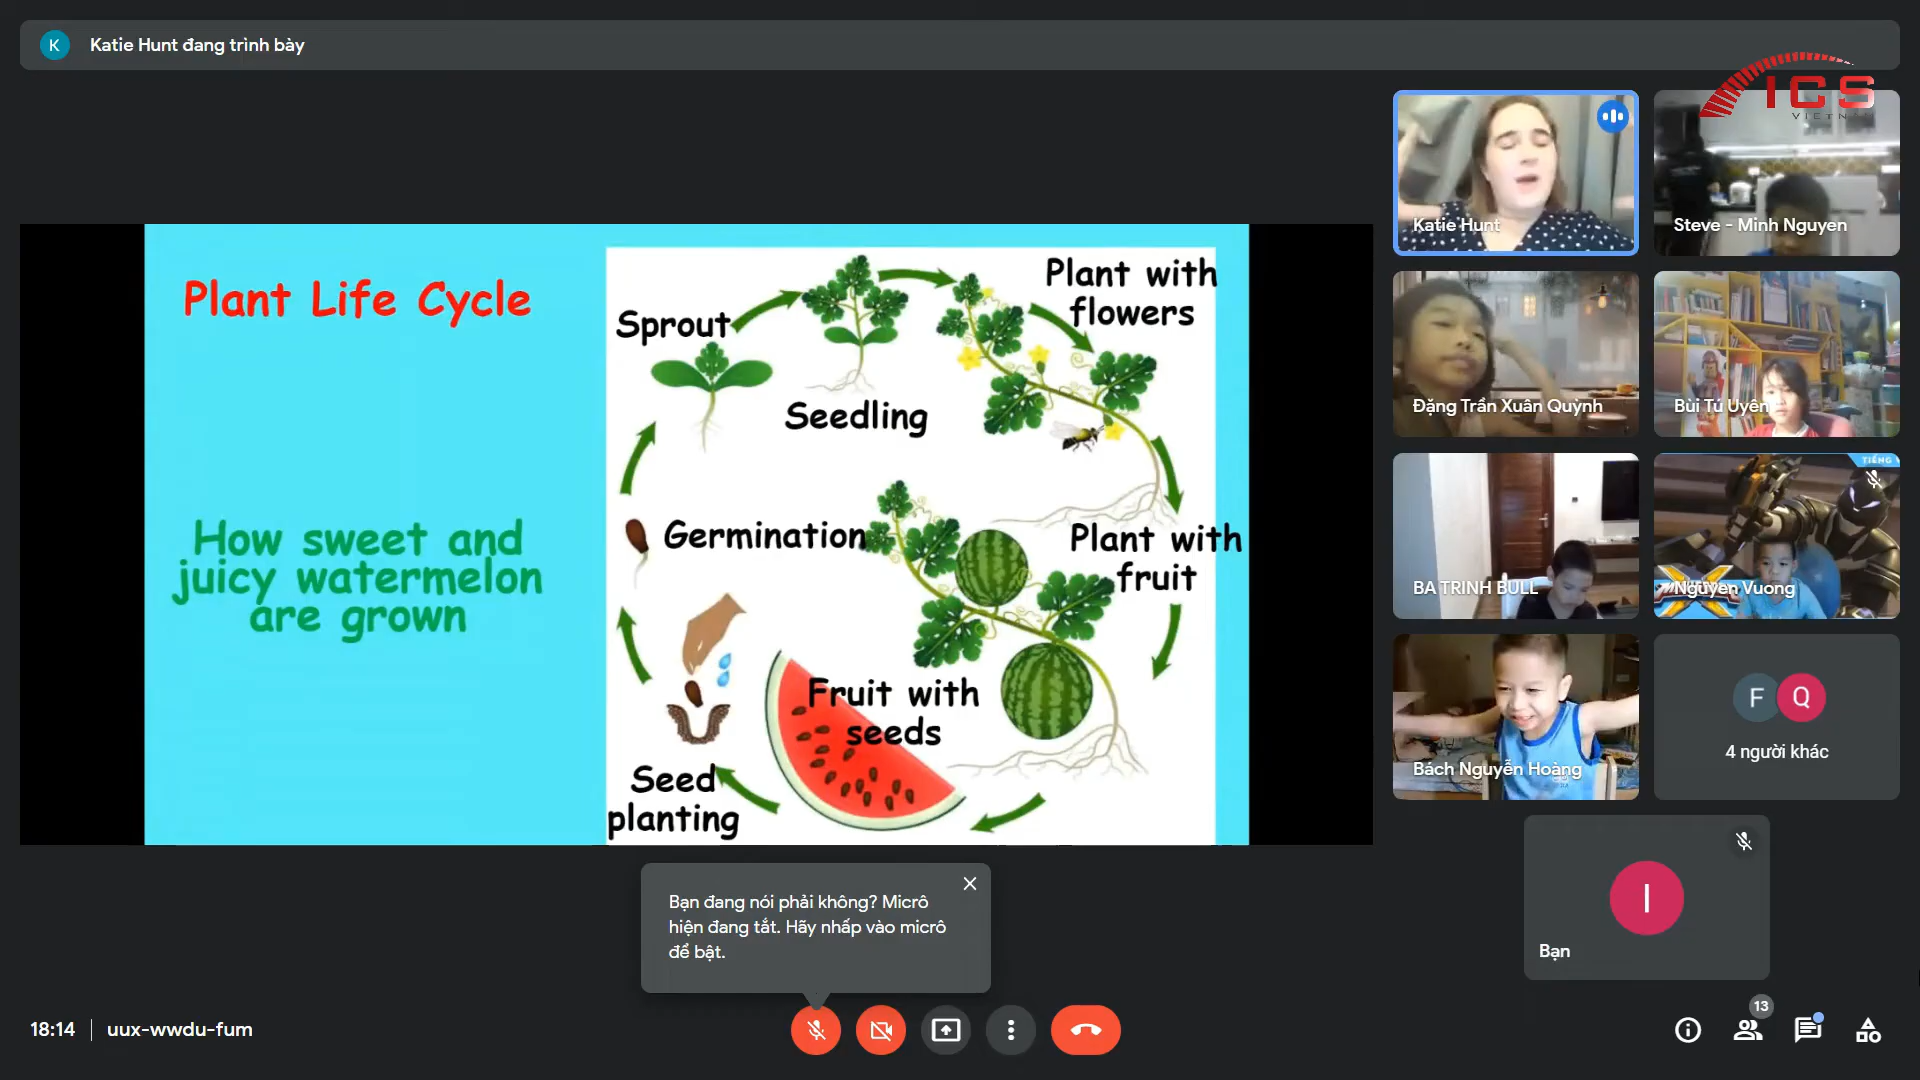 K
Katie Hunt đang trình bày
ICS
VIETNAM
Plant Life Cycle
How sweet and
juicy watermelon
are grown
Sprout
Seedling
Plant with
flowers
Germination
Plant with
fruit
Fruit with
seeds
Seed
planting
Katie Hunt
Steve - Minh Nguyen
Đặng Trần Xuân Quỳnh
Bùi Tú Uyên
BA TRINH BULL
TIẾNG
Nguyen Vuong
Bách Nguyễn Hoàng
F
Q
4 người khác
I
Bạn
Bạn đang nói phải không? Micrô
hiện đang tắt. Hãy nhấp vào micrô
để bật.
18:14
uux-wwdu-fum
13